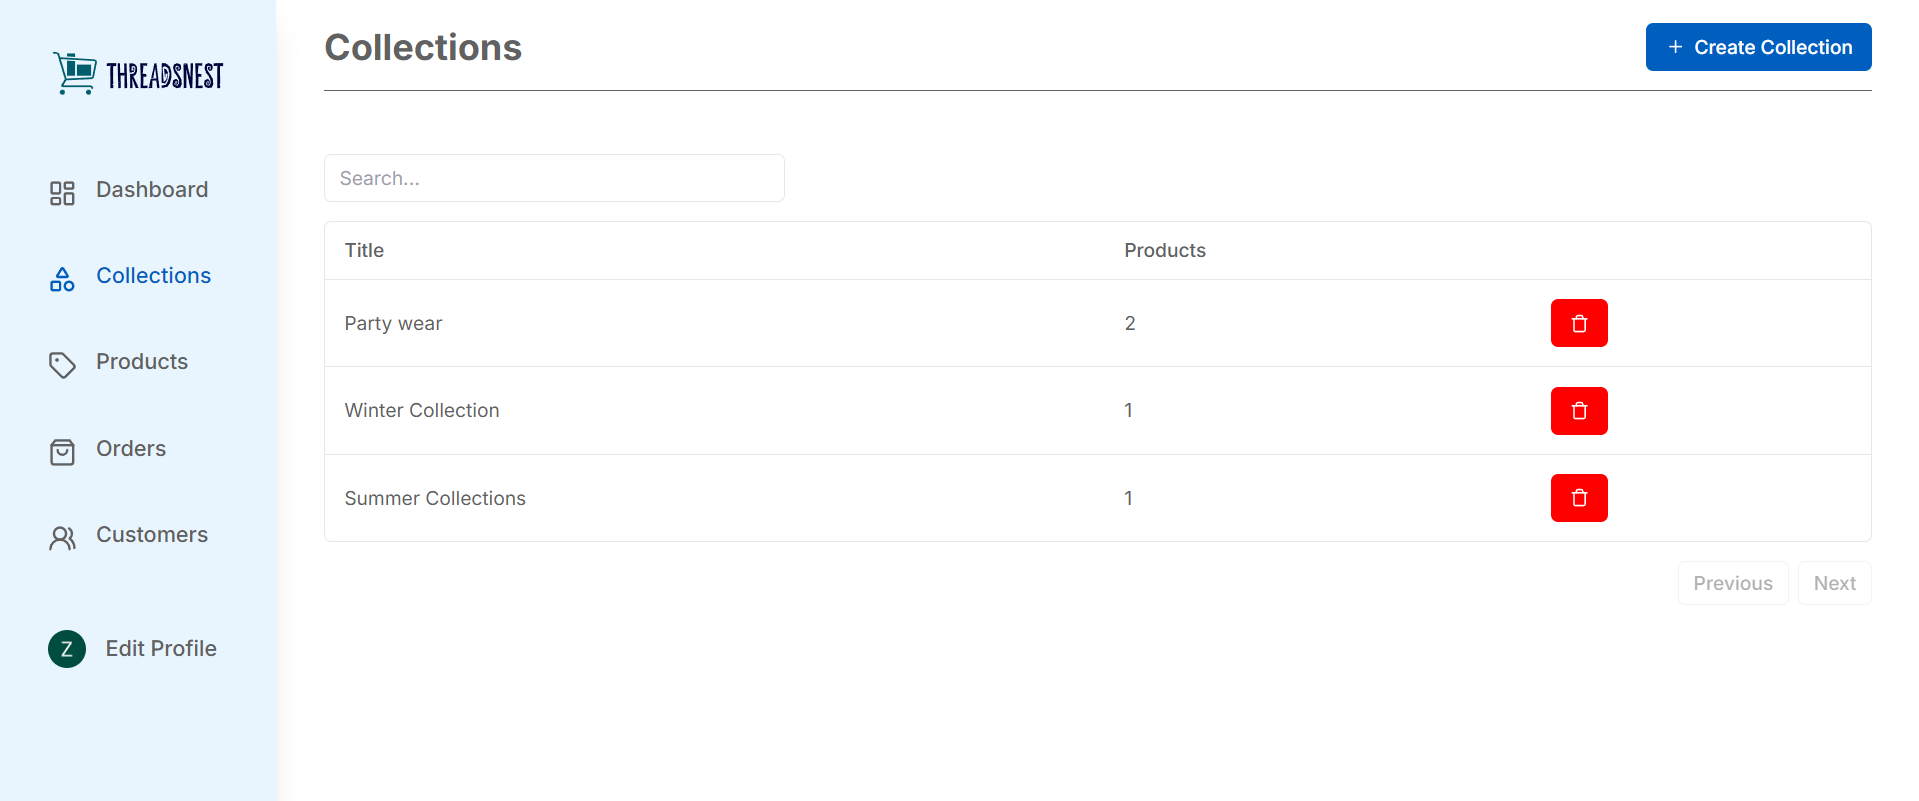 THREADSNEST
Dashboard
Collections
Products
Orders
Customers
Z Edit Profile
Collections
+ Create Collection
Search...
Title Products
Party wear 2
Winter Collection 1
Summer Collections 1
Previous Next